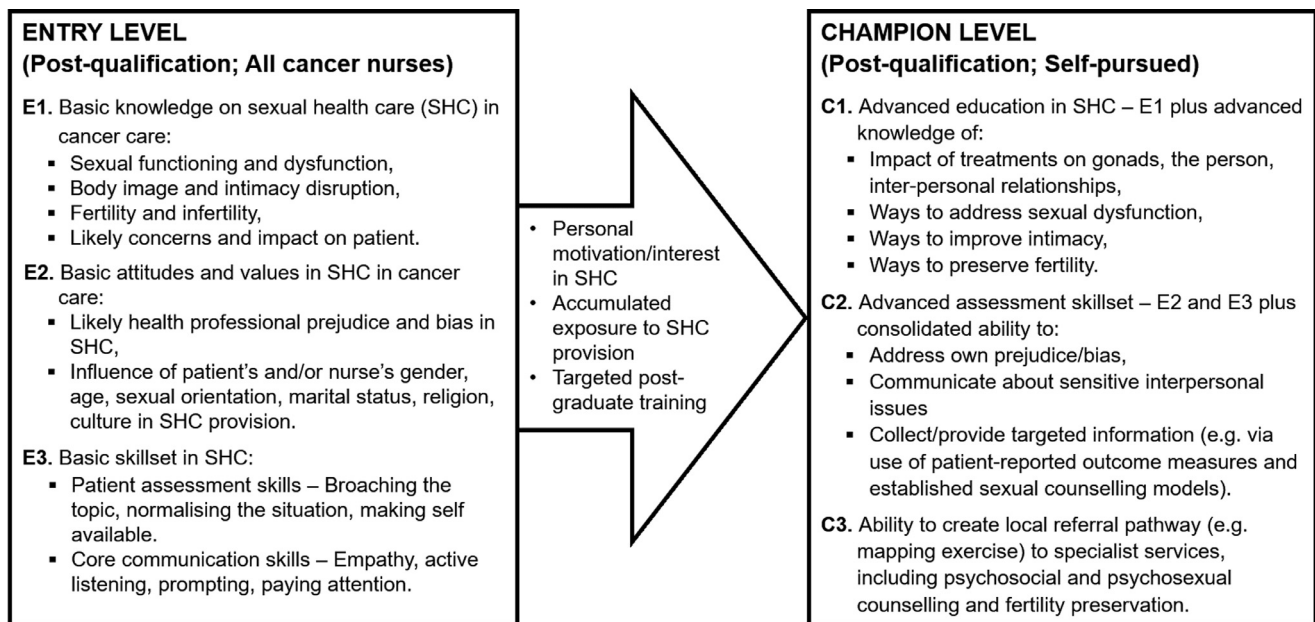 ENTRY LEVEL
(Post-qualification; All cancer nurses)
E1. Basic knowledge on sexual health care (SHC) in
cancer care:
▪ Sexual functioning and dysfunction,
▪ Body image and intimacy disruption,
▪ Fertility and infertility,
▪ Likely concerns and impact on patient.
E2. Basic attitudes and values in SHC in cancer
care:
▪ Likely health professional prejudice and bias in
SHC,
▪ Influence of patient's and/or nurse's gender,
age, sexual orientation, marital status, religion,
culture in SHC provision.
E3. Basic skillset in SHC:
▪ Patient assessment skills – Broaching the
topic, normalising the situation, making self
available.
▪ Core communication skills – Empathy, active
listening, prompting, paying attention.
• Personal
motivation/interest
in SHC
• Accumulated
exposure to SHC
provision
• Targeted post-
graduate training
CHAMPION LEVEL
(Post-qualification; Self-pursued)
C1. Advanced education in SHC – E1 plus advanced
knowledge of:
▪ Impact of treatments on gonads, the person,
inter-personal relationships,
▪ Ways to address sexual dysfunction,
▪ Ways to improve intimacy,
▪ Ways to preserve fertility.
C2. Advanced assessment skillset – E2 and E3 plus
consolidated ability to:
▪ Address own prejudice/bias,
▪ Communicate about sensitive interpersonal
issues
▪ Collect/provide targeted information (e.g. via
use of patient-reported outcome measures and
established sexual counselling models).
C3. Ability to create local referral pathway (e.g.
mapping exercise) to specialist services,
including psychosocial and psychosexual
counselling and fertility preservation.